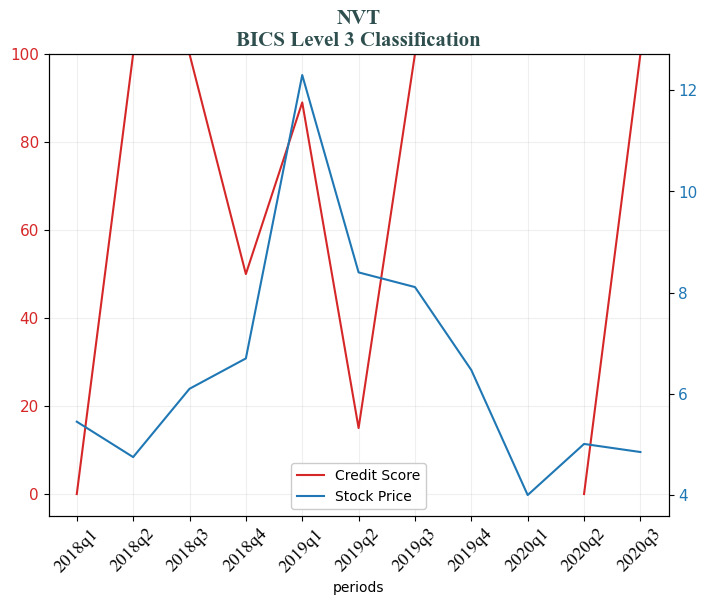 NVT
BICS Level 3 Classification
100
80
60
40
20
0
12
10
8
6
4
Credit Score
Stock Price
2018q1
2018q2
2018q3
2018q4
2019q1
2019q2
2019q3
2019q4
2020q1
2020q2
2020q3
periods